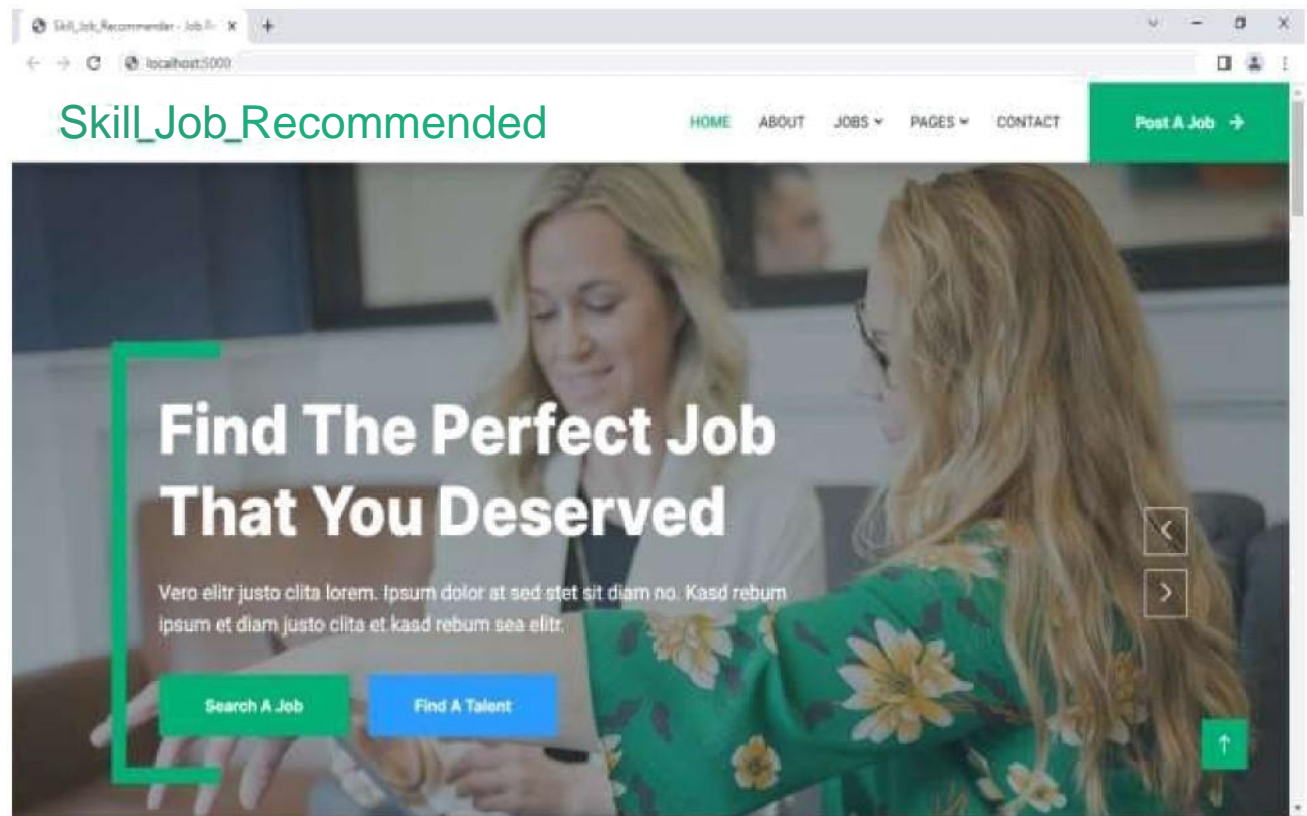 Skill_Job_Recommender - Job
localhost:5000
Skill_Job_Recommended
HOME ABOUT JOBS PAGES CONTACT Post A Job
Find The Perfect Job
That You Deserved
Vero elitr justo clita lorem. Ipsum dolor at sed stet sit diam no. Kasd rebum
ipsum et diam justo clita et kasd rebum sea elitr.
Search A Job Find A Talent